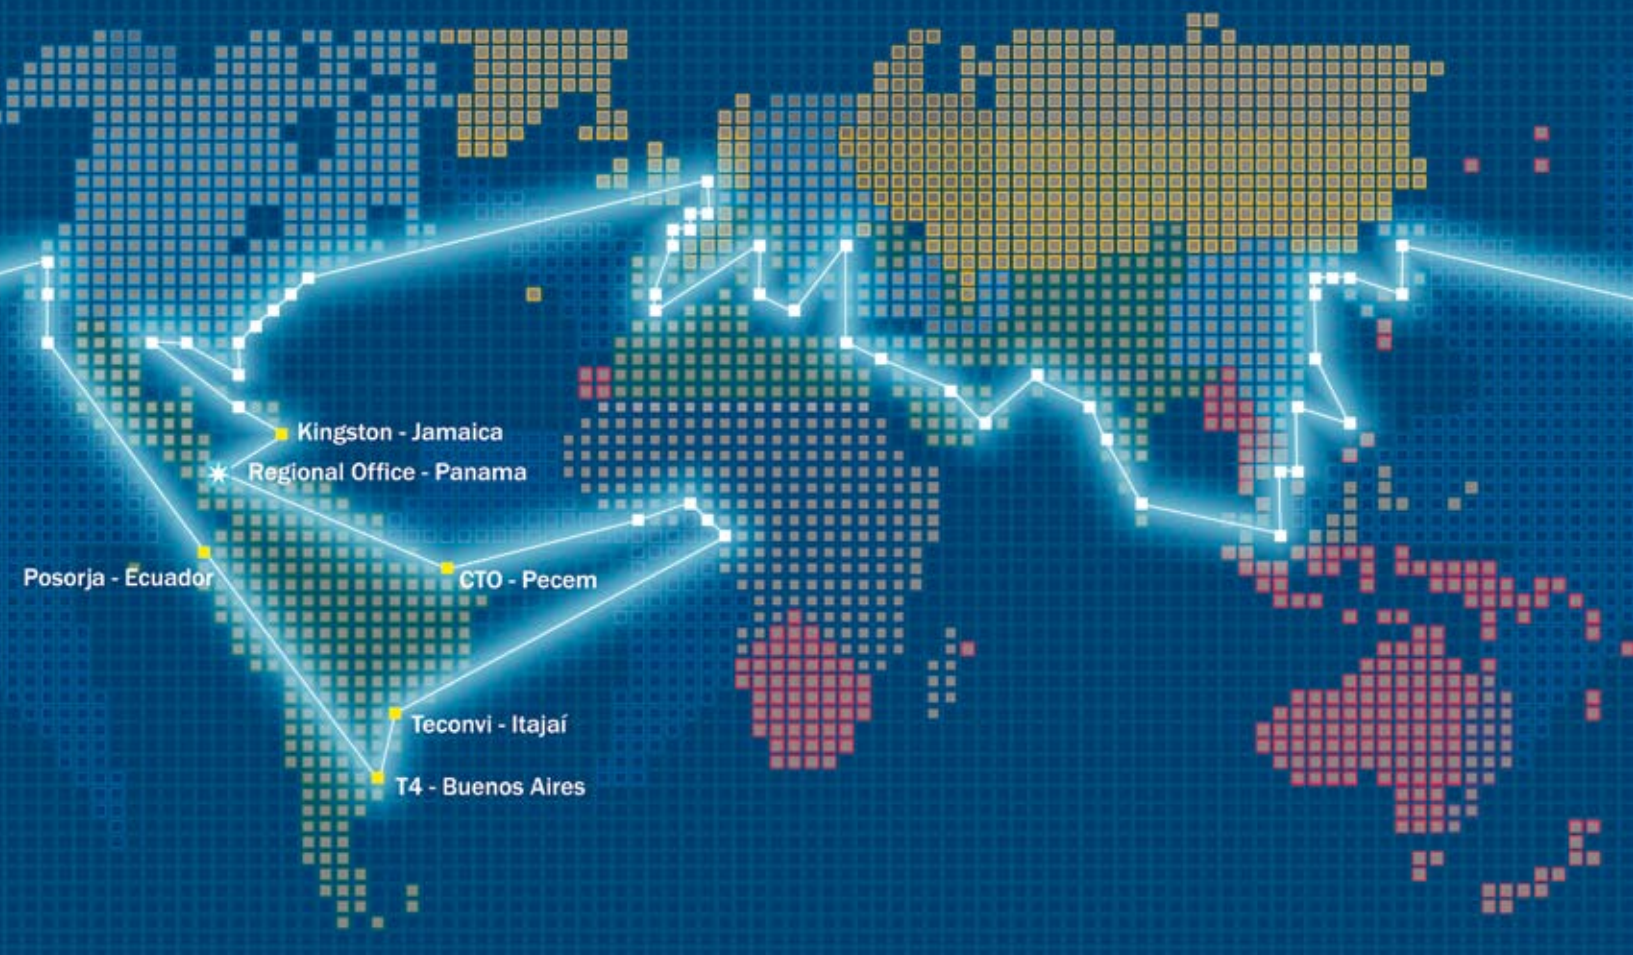 Kingston - Jamaica
Regional Office - Panama
Posorja - Ecuador
CTO - Pecem
Teconvi - Itajaí
T4 - Buenos Aires